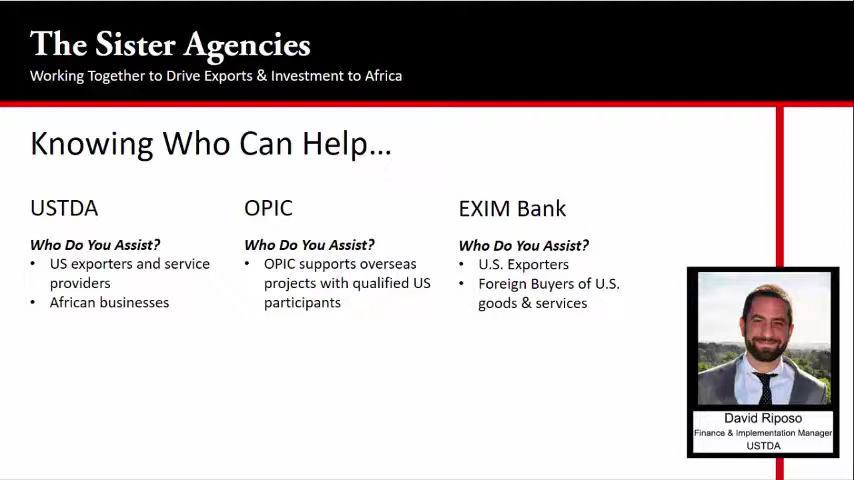 The Sister Agencies
Working Together to Drive Exports & Investment to Africa
Knowing Who Can Help...
USTDA
Who Do You Assist?
• US exporters and service
providers
• African businesses
OPIC
Who Do You Assist?
• OPIC supports overseas
projects with qualified US
participants
EXIM Bank
Who Do You Assist?
• U.S. Exporters
• Foreign Buyers of U.S.
goods & services
David Riposo
Finance & Implementation Manager
USTDA